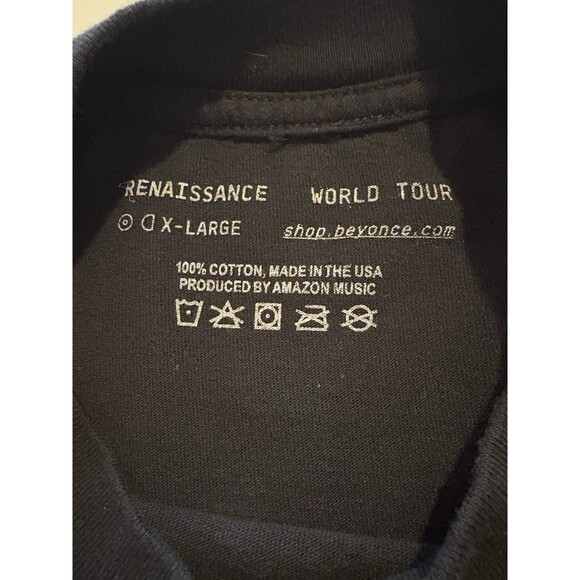 RENAISSANCE WORLD TOUR
X-LARGE shop.beyonce.com
100% COTTON, MADE IN THE USA
PRODUCED BY AMAZON MUSIC